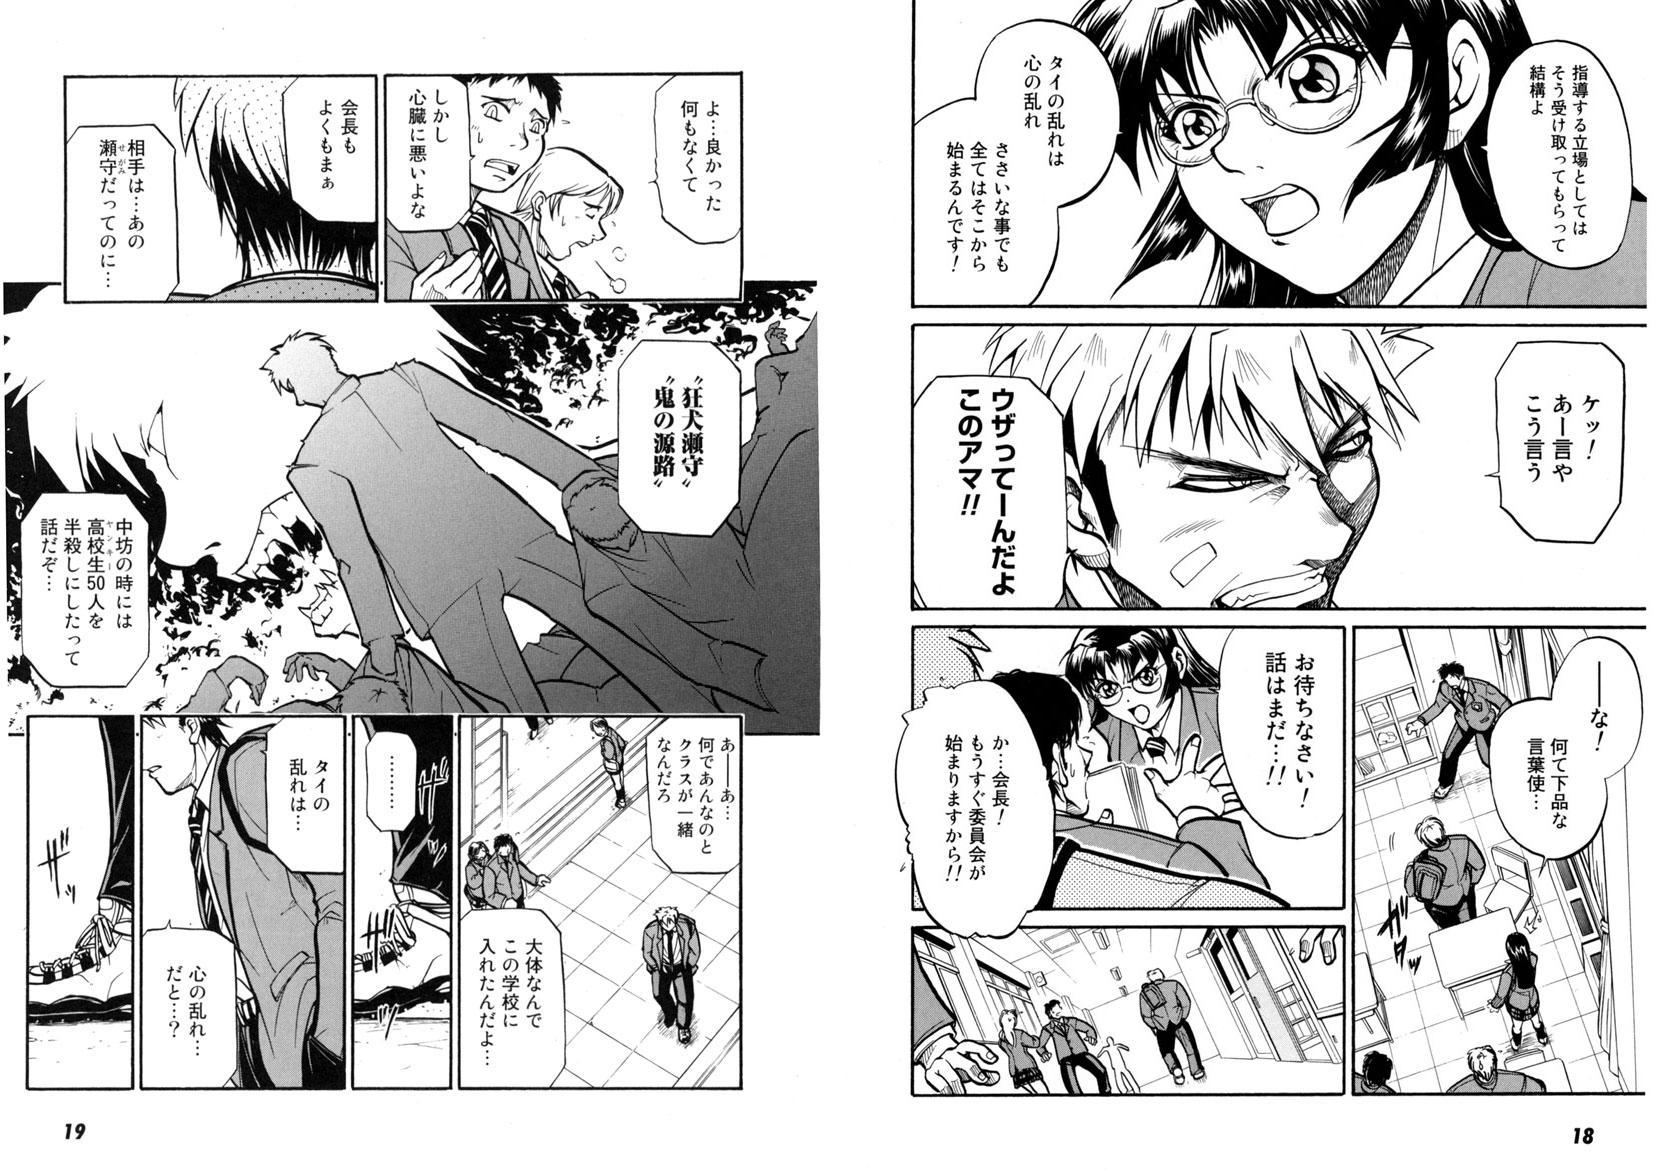 指導する立場としては
そう受け取ってもらって
結構よ
タイの乱れは
心の乱れ
ささいな事でも
全てはそこから
始まるんです！
ケッ！
あー言や
こう言う
ウザってーんだよ
このアマ!!
──な！
何て下品な
言葉使…
ガタ
お待ちなさい！
話はまだ…!!
か…会長！
もうすぐ委員会が
始まりますから!!
18
よ…良かった
何もなくて
しかし
心臓に悪いよな
会長も
よくもまぁ
相手は…あの
瀬守だってのに…
せがみ
〝狂犬瀬守〟
〝鬼の源路〟
中坊の時には
高校生50人を
ヤンキー
半殺しにしたって
話だぞ…
あ──あ…
何であんなのと
クラスが一緒
なんだろ
大体なんで
この学校に
入れたんだよ…
………
タイの
乱れは…
心の乱れ…
だと…？
19